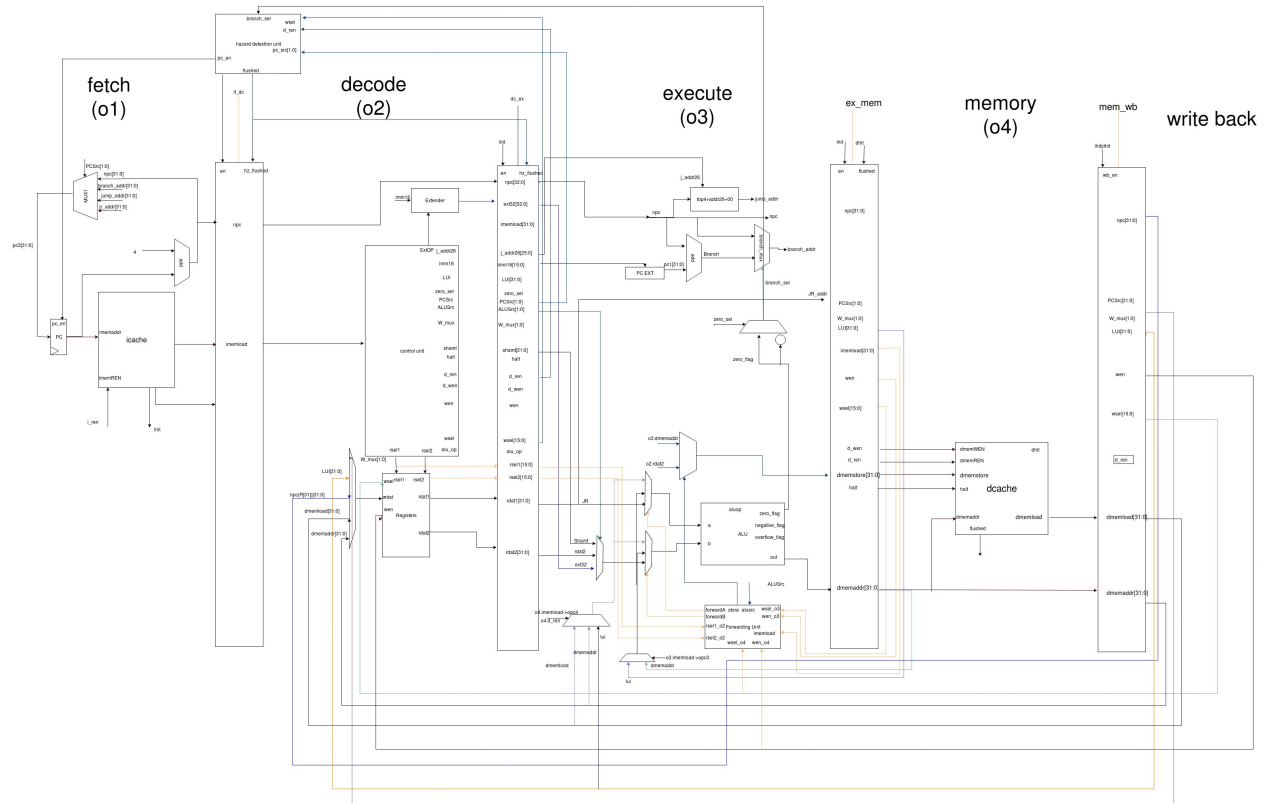 branch_sel
wsel
d_ren
hazard detection unit
pc_src[1:0]
pc_en
flushed
fetch
(o1)
decode
(o2)
execute
(o3)
memory
(o4)
write back
dc_ex
ex_mem
mem_wb
ihit
ihit
dhit
en
hz_flushed
en
hz_flushed
en
flushed
wb_en
PCSrc[1:0]
npc[31:0]
branch_addr[31:0]
jump_addr[31:0]
MUX1
pc3[31:0]
4
add
pc_en
PC
imemaddr
icache
imemREN
i_ren
ihit
npc
imemload
Extender
ExtOP
j_addr26
imm16
LUI
zero_sel
PCSrc
ALUSrc
W_mux
shamt
halt
control unit
d_ren
d_wen
wen
wsel
alu_op
rsel1
rsel2
W_mux[1:0]
LUI[31:0]
npc(R[31])[31:0]
dmemload[31:0]
dmemaddr[31:0]
wsel
rsel1
rsel2
wdat
wen
Registers
rdat1
rdat2
npc[32:0]
ext32[32:0]
imemload[31:0]
j_addr26[25:0]
imm16[15:0]
LUI[31:0]
zero_sel
PCSrc[1:0]
ALUSrc[1:0]
W_mux[1:0]
shamt[31:0]
halt
d_ren
d_wen
wen
wsel[15:0]
alu_op
rsel1[15:0]
rsel2[15:0]
rdat1[31:0]
rdat2[31:0]
j_addr26
top4+addr26+00
jump_addr
npc
npc
add
Branch
branch_mux
branch_addr
PC EXT
pc1[31:0]
branch_sel
JR_addr
zero_sel
zero_flag
o3.dmemaddr
o2.rdat2
JR
Shamt
rdat2
ext32
aluop
zero_flag
a
negative_flag
ALU
b
overflow_flag
out
ALUSrc
forwardA
store
alusrc
wsel_o3
forwardB
wen_o3
rsel1_o2
Forwarding Unit
imemload
rsel2_o2
wsel_o4
wen_o4
o4.d_ren
lui
dmemaddr
dmemload
o3.imemload->opc3
dmemaddr
lui
npc[31:0]
PCSrc[1:0]
W_mux[1:0]
LUI[31:0]
imemload[31:0]
wen
wsel[15:0]
d_wen
d_ren
dmemstore[31:0]
halt
dmemaddr[31:0]
dmemWEN
dhit
dmemREN
dmemstore
halt
dcache
dmemaddr
dmemload
flushed
npc[31:0]
PCSrc[31:0]
W_mux[1:0]
LUI[31:0]
wen
wsel[15:0]
d_ren
dmemload[31:0]
dmemaddr[31:0]